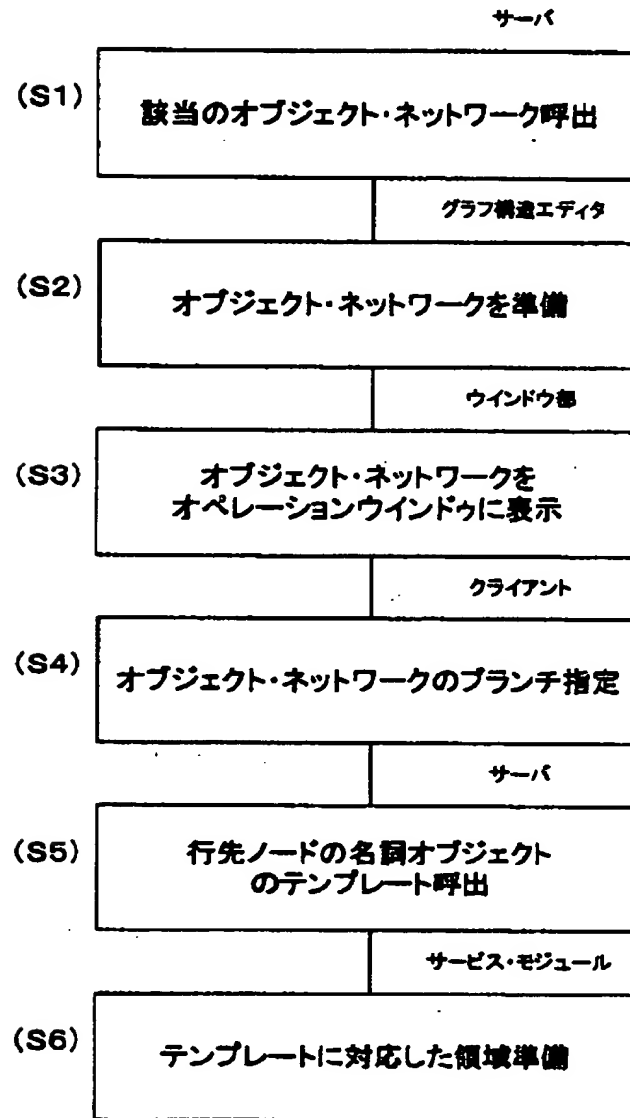 サーバ
(S1)
該当のオブジェクト・ネットワーク呼出
グラフ構造エディタ
(S2)
オブジェクト・ネットワークを準備
ウインドウ部
(S3)
オブジェクト・ネットワークを
オペレーションウインドゥに表示
クライアント
(S4)
オブジェクト・ネットワークのブランチ指定
サーバ
(S5)
行先ノードの名詞オブジェクト
のテンプレート呼出
サービス・モジュール
(S6)
テンプレートに対応した領域準備